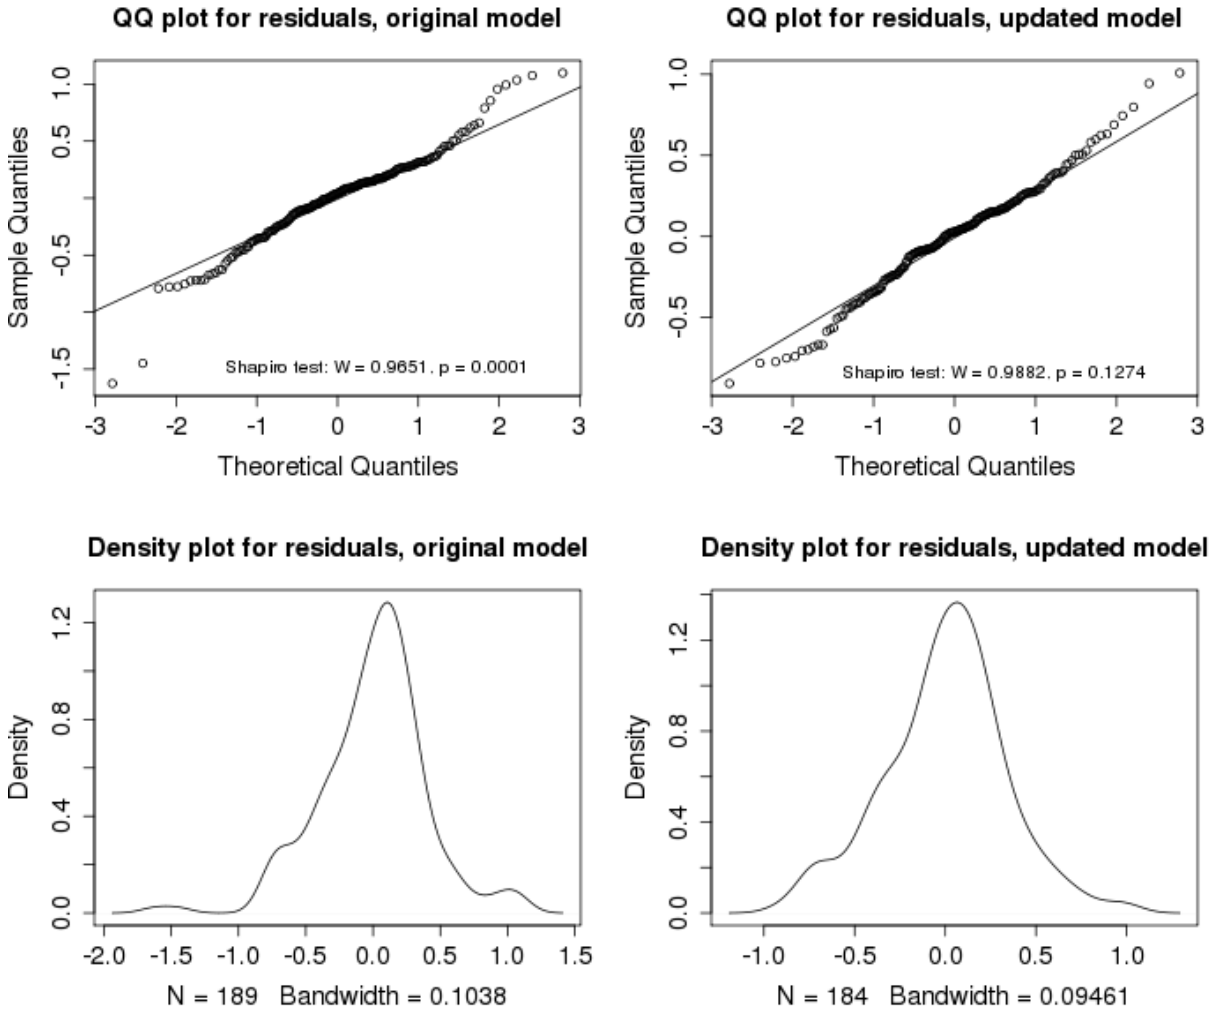 QQ plot for residuals, original model
1.0
0.5
-0.5
-1.5
Sample Quantiles
Shapiro test: W = 0.9651, p = 0.0001
-3 -2 -1 0 1 2 3
Theoretical Quantiles
QQ plot for residuals, updated model
1.0
0.5
0.0
-0.5
Sample Quantiles
Shapiro test: W = 0.9882, p = 0.1274
-3 -2 -1 0 1 2 3
Theoretical Quantiles
Density plot for residuals, original model
1.2
0.8
0.4
0.0
Density
-2.0 -1.5 -1.0 -0.5 0.0 0.5 1.0 1.5
N = 189 Bandwidth = 0.1038
Density plot for residuals, updated model
1.2
0.8
0.4
0.0
Density
-1.0 -0.5 0.0 0.5 1.0
N = 184 Bandwidth = 0.09461